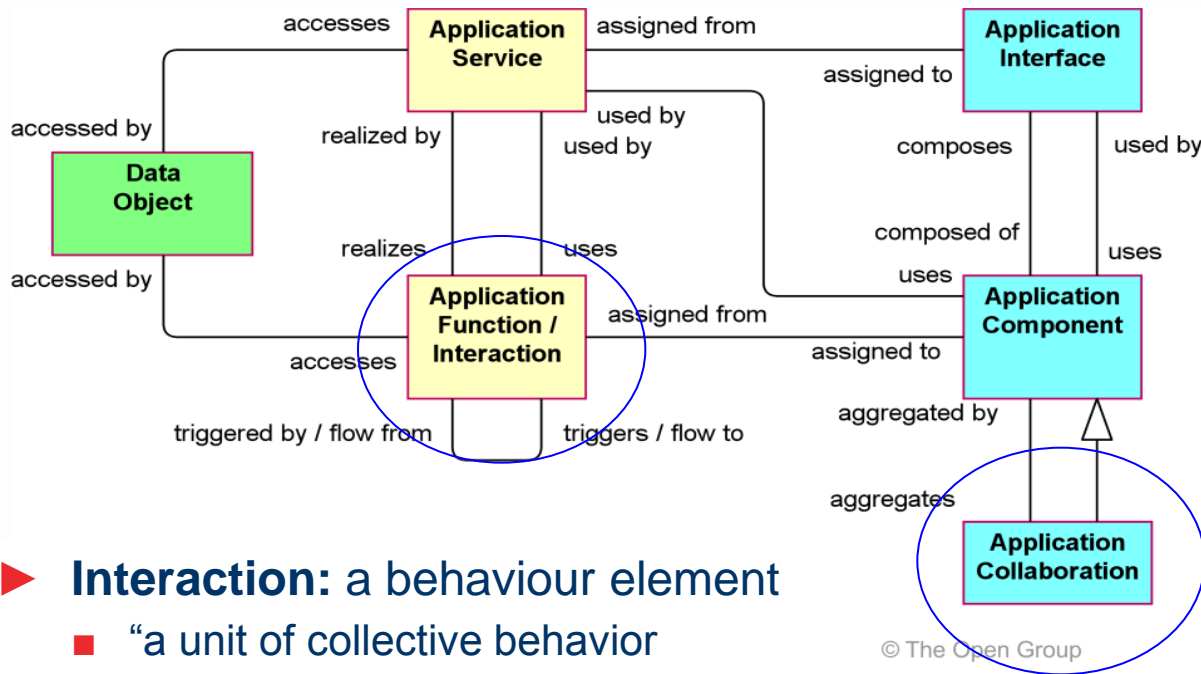 accesses
Application
Service
assigned from
Application
Interface
assigned to
accessed by
realized by
used by
used by
composes
used by
Data
Object
realizes
uses
composed of
uses
uses
accessed by
Application
Function /
Interaction
assigned from
Application
Component
accesses
assigned to
triggered by / flow from
triggers / flow to
aggregated by
aggregates
Application
Collaboration
► Interaction: a behaviour element
■ “a unit of collective behavior
© The Open Group